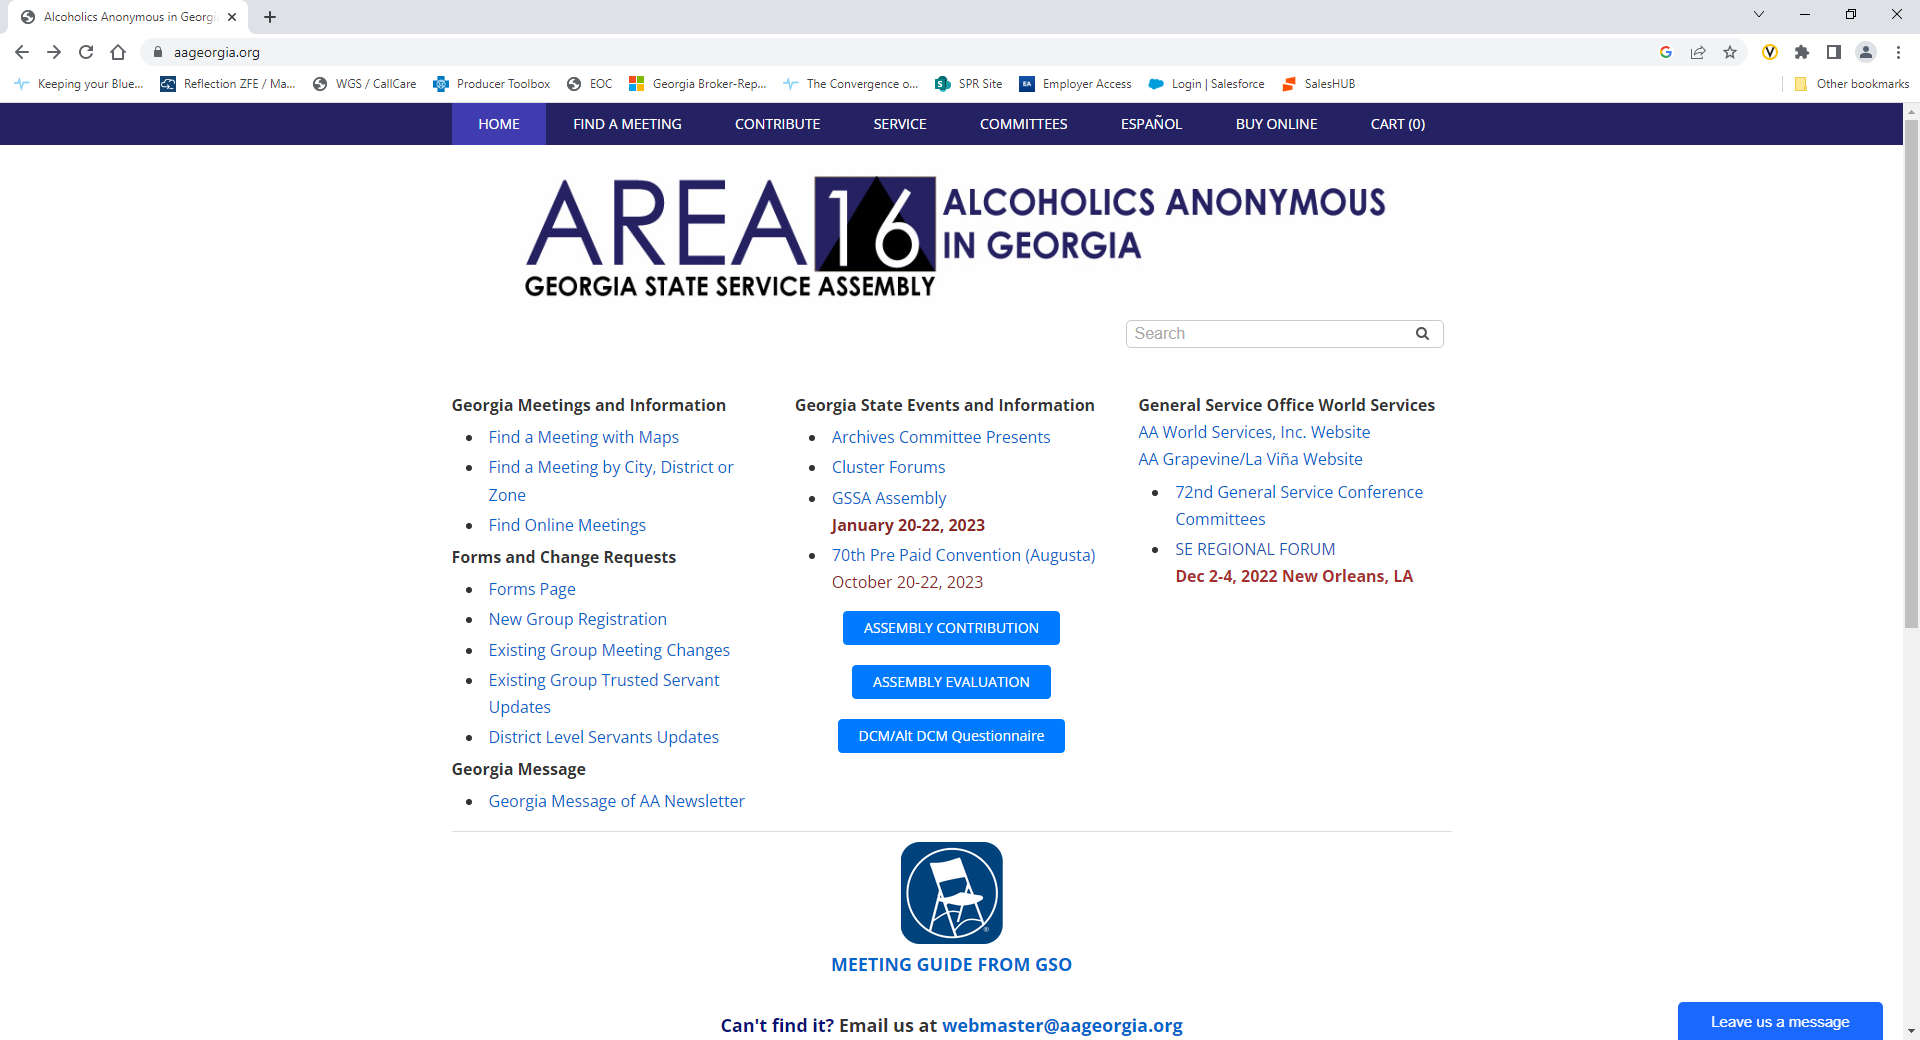 Alcoholics Anonymous in Georgi
aageorgia.org
Keeping your Blue...
Reflection ZFE / Ma...
WGS / CallCare
Producer Toolbox
EOC
Georgia Broker-Rep...
The Convergence o...
SPR Site
EA
Employer Access
Login | Salesforce
SalesHUB
Other bookmarks
HOME
FIND A MEETING
CONTRIBUTE
SERVICE
COMMITTEES
ESPAÑOL
BUY ONLINE
CART (0)
AREA 16
GEORGIA STATE SERVICE ASSEMBLY
ALCOHOLICS ANONYMOUS
IN GEORGIA
Search
Georgia Meetings and Information
Find a Meeting with Maps
Find a Meeting by City, District or
Zone
Find Online Meetings
Forms and Change Requests
Forms Page
New Group Registration
Existing Group Meeting Changes
Existing Group Trusted Servant
Updates
District Level Servants Updates
Georgia Message
Georgia Message of AA Newsletter
Georgia State Events and Information
Archives Committee Presents
Cluster Forums
GSSA Assembly
January 20-22, 2023
70th Pre Paid Convention (Augusta)
October 20-22, 2023
ASSEMBLY CONTRIBUTION
ASSEMBLY EVALUATION
DCM/Alt DCM Questionnaire
General Service Office World Services
AA World Services, Inc. Website
AA Grapevine/La Viña Website
72nd General Service Conference
Committees
SE REGIONAL FORUM
Dec 2-4, 2022 New Orleans, LA
MEETING GUIDE FROM GSO
Can't find it? Email us at webmaster@aageorgia.org
Leave us a message